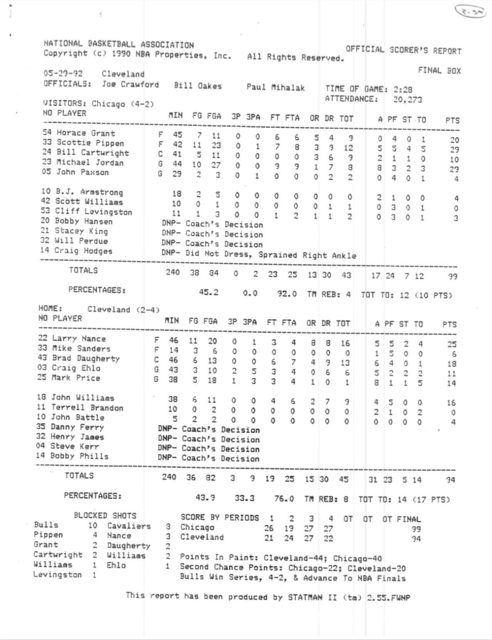 NATIONAL BASKETBALL ASSOCIATION OFFICIAL SCORER'S REPORT
Copyright (c) 1990 NBA Properties, Inc. All Rights Reserved.
FINAL BOX
05-29-92 Cleveland
OFFICIALS: Joe Crawford Bill Oakes Paul Mihalak TIME OF GAME: 2:28
ATTENDANCE: 20,273
VISITORS: Chicago (4-2)
NO PLAYER MIN FG FGA 3P 3PA FT FTA OR DR TOT A PF ST TO PTS
54 Horace Grant F 45 7 11 0 0 6 6 5 4 9 0 4 0 1 20
33 Scottie Pippen F 42 11 23 0 1 7 8 3 9 12 5 5 4 5 29
24 Bill Cartwright C 41 5 11 0 0 0 0 3 6 9 2 1 1 0 10
23 Michael Jordan G 44 10 27 0 0 9 9 1 7 8 8 3 2 3 29
05 John Paxson G 29 2 3 0 1 0 0 0 2 2 0 4 0 1 4
10 B.J. Armstrong 18 2 5 0 0 0 0 0 0 0 2 1 0 0 4
42 Scott Williams 10 0 1 0 0 0 0 0 1 1 0 3 0 1 0
53 Cliff Levingston 11 1 3 0 0 1 2 1 1 2 0 3 0 1 3
20 Bobby Hansen DNP- Coach's Decision
21 Stacey King DNP- Coach's Decision
32 Will Perdue DNP- Coach's Decision
14 Craig Hodges DNP- Did Not Dress, Sprained Right Ankle
TOTALS 240 38 84 0 2 23 25 13 30 43 17 24 7 12 99
PERCENTAGES: 45.2 0.0 92.0 TM REB: 4 TOT TO: 12 (10 PTS)
HOME: Cleveland (2-4)
NO PLAYER MIN FG FGA 3P 3PA FT FTA OR DR TOT A PF ST TO PTS
22 Larry Nance F 46 11 20 0 1 3 4 8 8 16 5 5 2 4 25
33 Mike Sanders F 14 3 6 0 0 0 0 0 0 0 1 5 0 0 6
43 Brad Daugherty C 46 6 13 0 0 6 7 4 9 13 6 4 0 1 18
03 Craig Ehlo G 43 3 10 2 5 3 4 0 6 6 5 2 2 2 11
25 Mark Price G 38 5 18 1 3 3 4 1 0 1 8 1 1 5 14
18 John Williams 38 6 11 0 0 4 6 2 7 9 4 5 0 0 16
11 Terrell Brandon 10 0 2 0 0 0 0 0 0 0 2 1 0 2 0
10 John Battle 5 2 2 0 0 0 0 0 0 0 0 0 0 0 4
35 Danny Ferry DNP- Coach's Decision
32 Henry James DNP- Coach's Decision
04 Steve Kerr DNP- Coach's Decision
14 Bobby Phills DNP- Coach's Decision
TOTALS 240 36 82 3 9 19 25 15 30 45 31 23 5 14 94
PERCENTAGES: 43.9 33.3 76.0 TM REB: 8 TOT TO: 14 (17 PTS)
BLOCKED SHOTS SCORE BY PERIODS 1 2 3 4 OT OT OT FINAL
Bulls 10 Cavaliers 8 Chicago 26 19 27 27 99
Pippen 4 Nance 3 Cleveland 21 24 27 22 94
Grant 2 Daugherty 2
Cartwright 2 Williams 2 Points In Paint: Cleveland-44; Chicago-40
Williams 1 Ehlo 1 Second Chance Points: Chicago-22; Cleveland-20
Levingston 1 Bulls Win Series, 4-2, & Advance To NBA Finals
This report has been produced by STATMAN II (tm) 2.55.FWNP